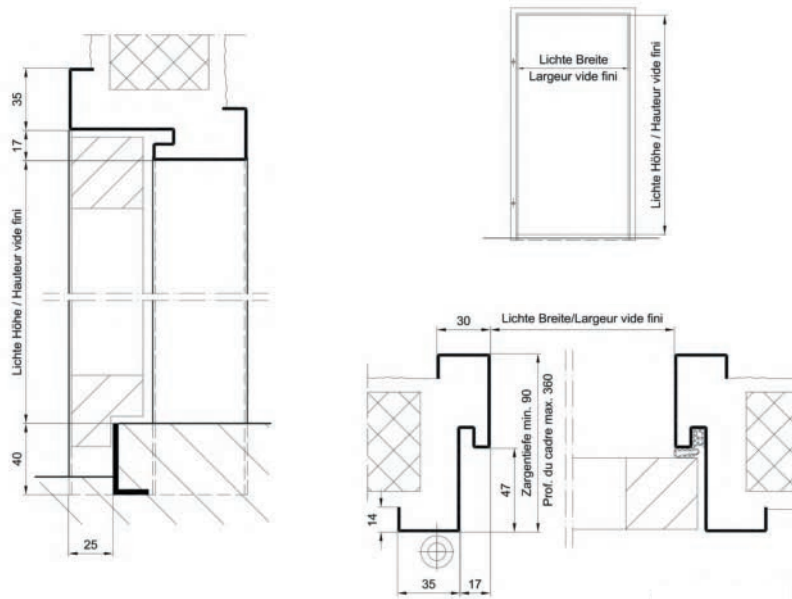 35
17
Lichte Höhe / Hauteur vide fini
40
25
Lichte Breite
Largeur vide fini
Lichte Höhe / Hauteur vide fini
30
Lichte Breite/Largeur vide fini
Zargentiefe min. 90
Prof. du cadre max. 360
47
14
35
17